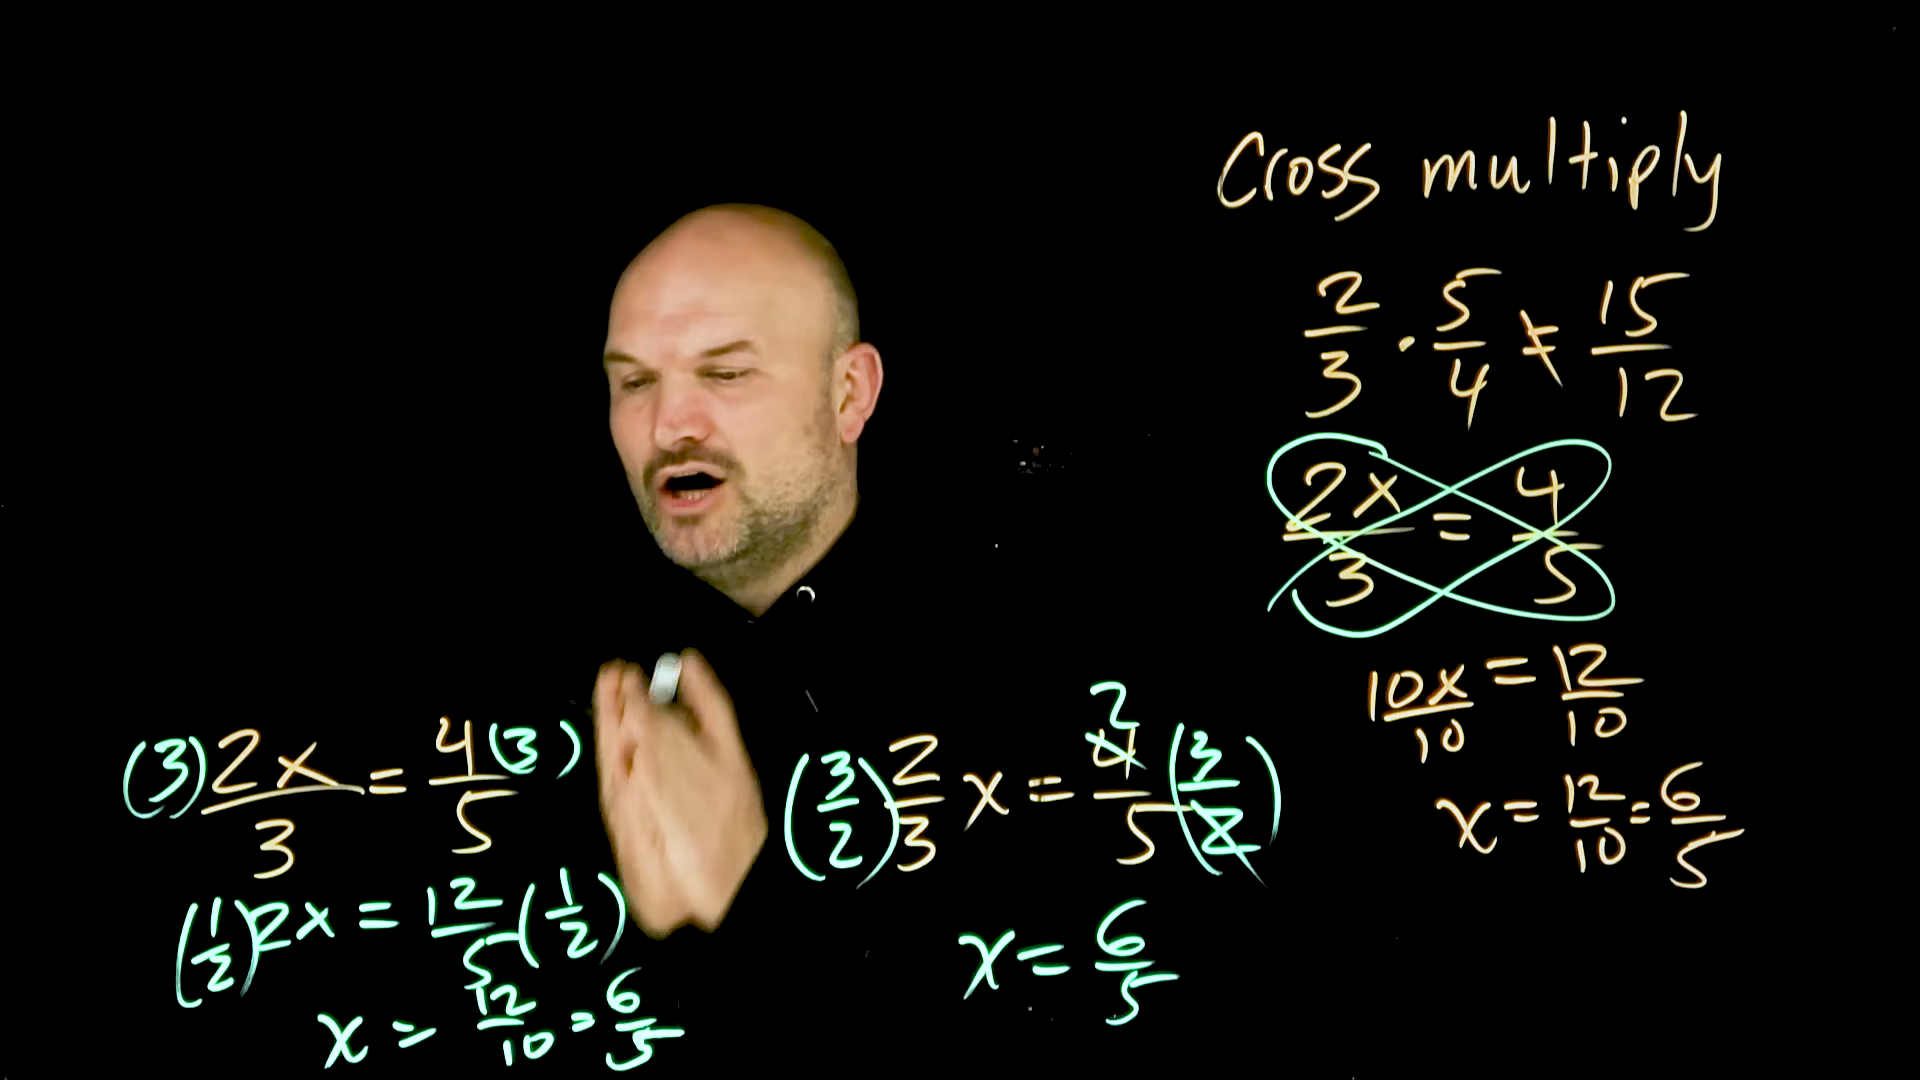 Cross multiply
2/3 · 5/4 ≠ 15/12
2x/3 = 4/5
10x/10 = 12/10
x = 12/10 = 6/5
(3) 2x/3 = 4(3)/5
(1/2) 2x = 12/5 (1/2)
x = 12/10 = 6/5
(3/2) 2/3 x = 4/5 (3/2)
2
x = 6/5